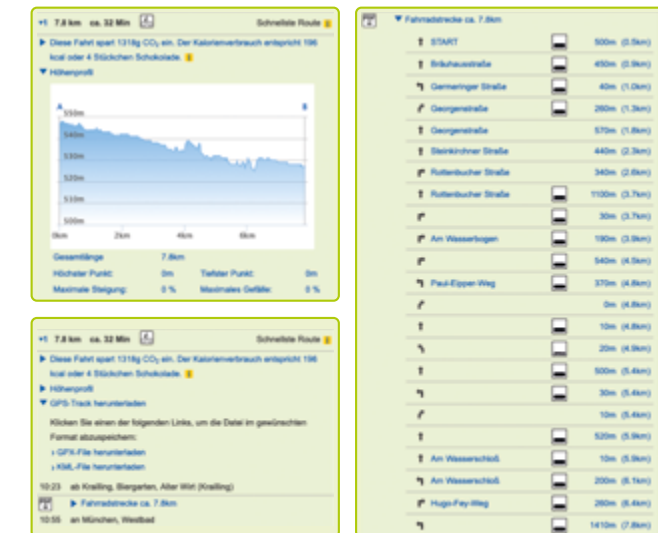 +1 7.8 km ca. 32 Min Schnellste Route
Diese Fahrt spart 1318g CO₂ ein. Der Kalorienverbrauch entspricht 196
kcal oder 4 Stückchen Schokolade.
Höhenprofil
A B
550m
540m
530m
520m
510m
500m
0km 2km 4km 6km
Gesamtlänge 7.8km
Höchster Punkt: 0m Tiefster Punkt: 0m
Maximale Steigung: 0 % Maximales Gefälle: 0 %
+1 7.8 km ca. 32 Min Schnellste Route
Diese Fahrt spart 1318g CO₂ ein. Der Kalorienverbrauch entspricht 196
kcal oder 4 Stückchen Schokolade.
Höhenprofil
GPS-Track herunterladen
Klicken Sie einen der folgenden Links, um die Datei im gewünschten
Format abzuspeichern:
› GPX-File herunterladen
› KML-File herunterladen
10:23 ab Krailling, Biergarten, Alter Wirt (Krailling)
Fahrradstrecke ca. 7.8km
10:55 an München, Westbad
Fahrradstrecke ca. 7.8km
START 500m (0.5km)
Bräuhausstraße 450m (0.9km)
Germeringer Straße 40m (1.0km)
Georgenstraße 260m (1.3km)
Georgenstraße 570m (1.8km)
Steinkirchner Straße 440m (2.3km)
Rottenbucher Straße 340m (2.6km)
Rottenbucher Straße 1100m (3.7km)
30m (3.7km)
Am Wasserbogen 190m (3.9km)
540m (4.5km)
Paul-Eipper-Weg 370m (4.8km)
0m (4.8km)
10m (4.8km)
20m (4.9km)
500m (5.4km)
30m (5.4km)
10m (5.4km)
520m (5.9km)
Am Wasserschloß 10m (5.9km)
Am Wasserschloß 200m (6.1km)
Hugo-Fey-Weg 260m (6.4km)
1410m (7.8km)